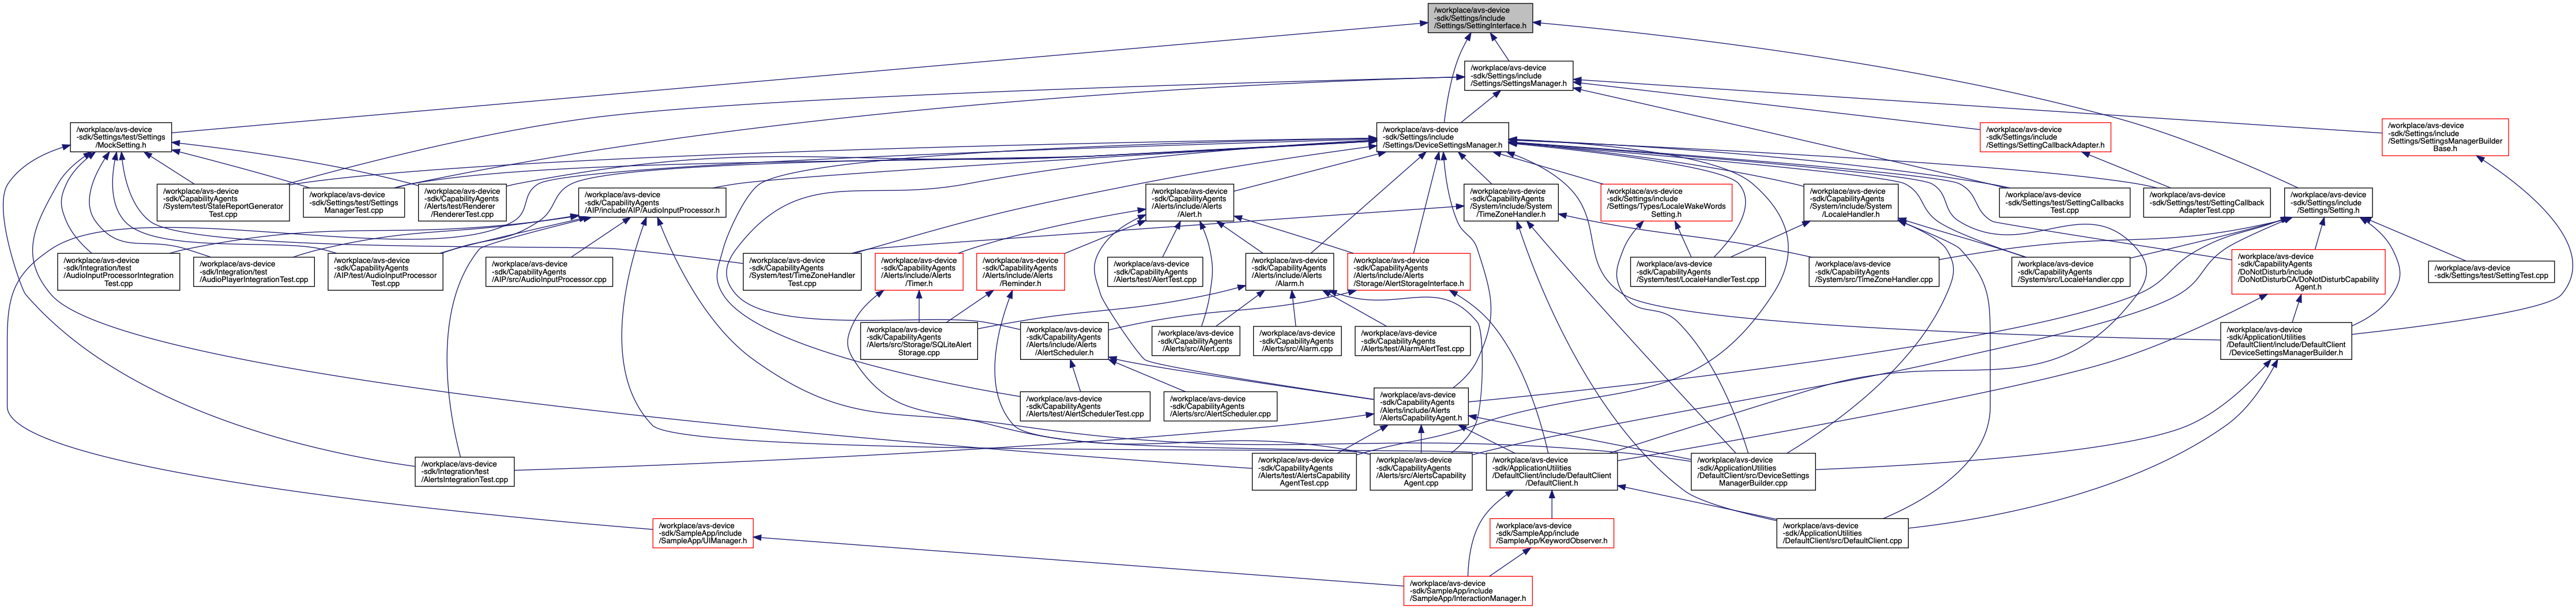 /workplace/avs-device
-sdk/Settings/include
/Settings/SettingInterface.h
/workplace/avs-device
-sdk/Settings/include
/Settings/SettingsManager.h
/workplace/avs-device
-sdk/Settings/test/Settings
/MockSetting.h
/workplace/avs-device
-sdk/Settings/include
/Settings/DeviceSettingsManager.h
/workplace/avs-device
-sdk/Settings/include
/Settings/SettingCallbackAdapter.h
/workplace/avs-device
-sdk/Settings/include
/Settings/SettingsManagerBuilder
Base.h
/workplace/avs-device
-sdk/CapabilityAgents
/System/test/StateReportGenerator
Test.cpp
/workplace/avs-device
-sdk/Settings/test/Settings
ManagerTest.cpp
/workplace/avs-device
-sdk/CapabilityAgents
/Alerts/test/Renderer
/RendererTest.cpp
/workplace/avs-device
-sdk/CapabilityAgents
/AIP/include/AIP/AudioInputProcessor.h
/workplace/avs-device
-sdk/CapabilityAgents
/Alerts/include/Alerts
/Alert.h
/workplace/avs-device
-sdk/CapabilityAgents
/System/include/System
/TimeZoneHandler.h
/workplace/avs-device
-sdk/Settings/include
/Settings/Types/LocaleWakeWords
Setting.h
/workplace/avs-device
-sdk/CapabilityAgents
/System/include/System
/LocaleHandler.h
/workplace/avs-device
-sdk/Settings/test/SettingCallbacks
Test.cpp
/workplace/avs-device
-sdk/Settings/test/SettingCallback
AdapterTest.cpp
/workplace/avs-device
-sdk/Settings/include
/Settings/Setting.h
/workplace/avs-device
-sdk/Integration/test
/AudioInputProcessorIntegration
Test.cpp
/workplace/avs-device
-sdk/Integration/test
/AudioPlayerIntegrationTest.cpp
/workplace/avs-device
-sdk/CapabilityAgents
/AIP/test/AudioInputProcessor
Test.cpp
/workplace/avs-device
-sdk/CapabilityAgents
/AIP/src/AudioInputProcessor.cpp
/workplace/avs-device
-sdk/CapabilityAgents
/System/test/TimeZoneHandler
Test.cpp
/workplace/avs-device
-sdk/CapabilityAgents
/Alerts/include/Alerts
/Timer.h
/workplace/avs-device
-sdk/CapabilityAgents
/Alerts/include/Alerts
/Reminder.h
/workplace/avs-device
-sdk/CapabilityAgents
/Alerts/test/AlertTest.cpp
/workplace/avs-device
-sdk/CapabilityAgents
/Alerts/include/Alerts
/Alarm.h
/workplace/avs-device
-sdk/CapabilityAgents
/Alerts/include/Alerts
/Storage/AlertStorageInterface.h
/workplace/avs-device
-sdk/CapabilityAgents
/System/test/LocaleHandlerTest.cpp
/workplace/avs-device
-sdk/CapabilityAgents
/System/src/TimeZoneHandler.cpp
/workplace/avs-device
-sdk/CapabilityAgents
/System/src/LocaleHandler.cpp
/workplace/avs-device
-sdk/CapabilityAgents
/DoNotDisturb/include
/DoNotDisturbCA/DoNotDisturbCapability
Agent.h
/workplace/avs-device
-sdk/Settings/test/SettingTest.cpp
/workplace/avs-device
-sdk/CapabilityAgents
/Alerts/src/Storage/SQLiteAlert
Storage.cpp
/workplace/avs-device
-sdk/CapabilityAgents
/Alerts/include/Alerts
/AlertScheduler.h
/workplace/avs-device
-sdk/CapabilityAgents
/Alerts/src/Alert.cpp
/workplace/avs-device
-sdk/CapabilityAgents
/Alerts/src/Alarm.cpp
/workplace/avs-device
-sdk/CapabilityAgents
/Alerts/test/AlarmAlertTest.cpp
/workplace/avs-device
-sdk/ApplicationUtilities
/DefaultClient/include/DefaultClient
/DeviceSettingsManagerBuilder.h
/workplace/avs-device
-sdk/CapabilityAgents
/Alerts/test/AlertSchedulerTest.cpp
/workplace/avs-device
-sdk/CapabilityAgents
/Alerts/src/AlertScheduler.cpp
/workplace/avs-device
-sdk/CapabilityAgents
/Alerts/include/Alerts
/AlertsCapabilityAgent.h
/workplace/avs-device
-sdk/Integration/test
/AlertsIntegrationTest.cpp
/workplace/avs-device
-sdk/CapabilityAgents
/Alerts/test/AlertsCapability
AgentTest.cpp
/workplace/avs-device
-sdk/CapabilityAgents
/Alerts/src/AlertsCapability
Agent.cpp
/workplace/avs-device
-sdk/ApplicationUtilities
/DefaultClient/include/DefaultClient
/DefaultClient.h
/workplace/avs-device
-sdk/ApplicationUtilities
/DefaultClient/src/DeviceSettings
ManagerBuilder.cpp
/workplace/avs-device
-sdk/SampleApp/include
/SampleApp/UIManager.h
/workplace/avs-device
-sdk/SampleApp/include
/SampleApp/KeywordObserver.h
/workplace/avs-device
-sdk/ApplicationUtilities
/DefaultClient/src/DefaultClient.cpp
/workplace/avs-device
-sdk/SampleApp/include
/SampleApp/InteractionManager.h